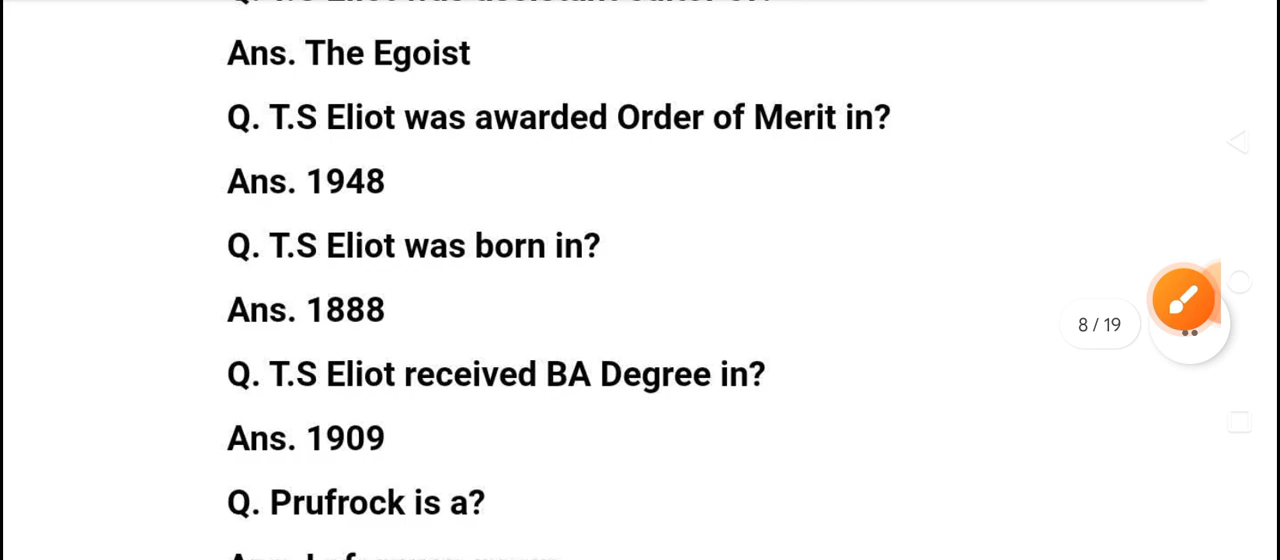 Ans. The Egoist
Q. T.S Eliot was awarded Order of Merit in?
Ans. 1948
Q. T.S Eliot was born in?
Ans. 1888
Q. T.S Eliot received BA Degree in?
8 / 19
Ans. 1909
Q. Prufrock is a?